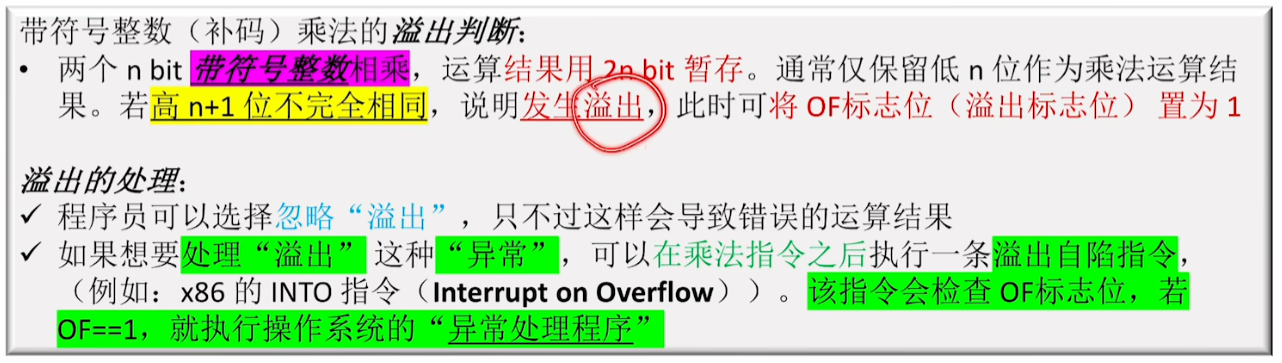 带符号整数（补码）乘法的溢出判断：
• 两个 n bit 带符号整数相乘，运算结果用 2n bit 暂存。通常仅保留低 n 位作为乘法运算结
果。若高 n+1 位不完全相同，说明发生溢出，此时可将 OF标志位（溢出标志位） 置为 1
溢出的处理：
✓ 程序员可以选择忽略“溢出”，只不过这样会导致错误的运算结果
✓ 如果想要处理“溢出” 这种“异常”，可以在乘法指令之后执行一条溢出自陷指令，
（例如：x86 的 INTO 指令（Interrupt on Overflow））。该指令会检查 OF标志位，若
OF==1，就执行操作系统的“异常处理程序”